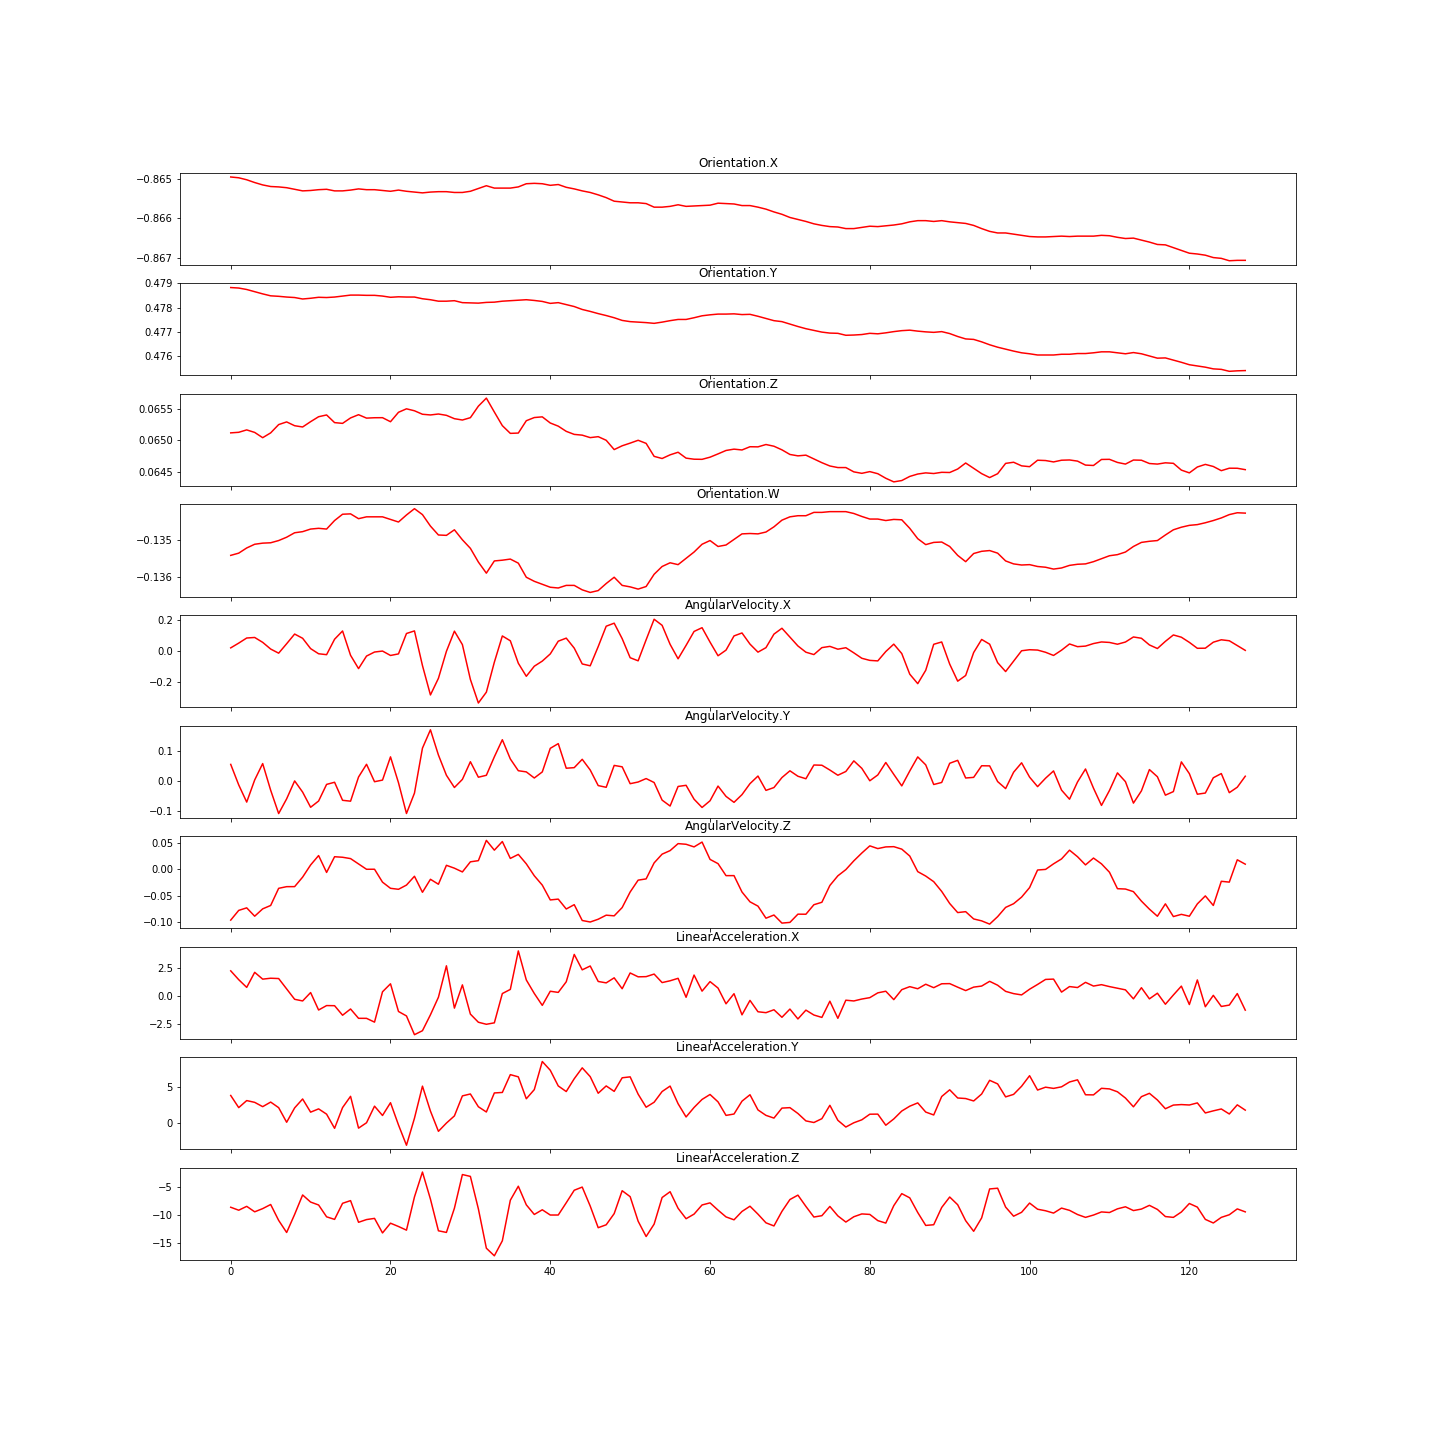 Orientation.X
−0.865
−0.866
−0.867
Orientation.Y
0.479
0.478
0.477
0.476
Orientation.Z
0.0655
0.0650
0.0645
Orientation.W
−0.135
−0.136
AngularVelocity.X
0.2
0.0
−0.2
AngularVelocity.Y
0.1
0.0
−0.1
AngularVelocity.Z
0.05
0.00
−0.05
−0.10
LinearAcceleration.X
2.5
0.0
−2.5
LinearAcceleration.Y
5
0
LinearAcceleration.Z
−5
−10
−15
0 20 40 60 80 100 120